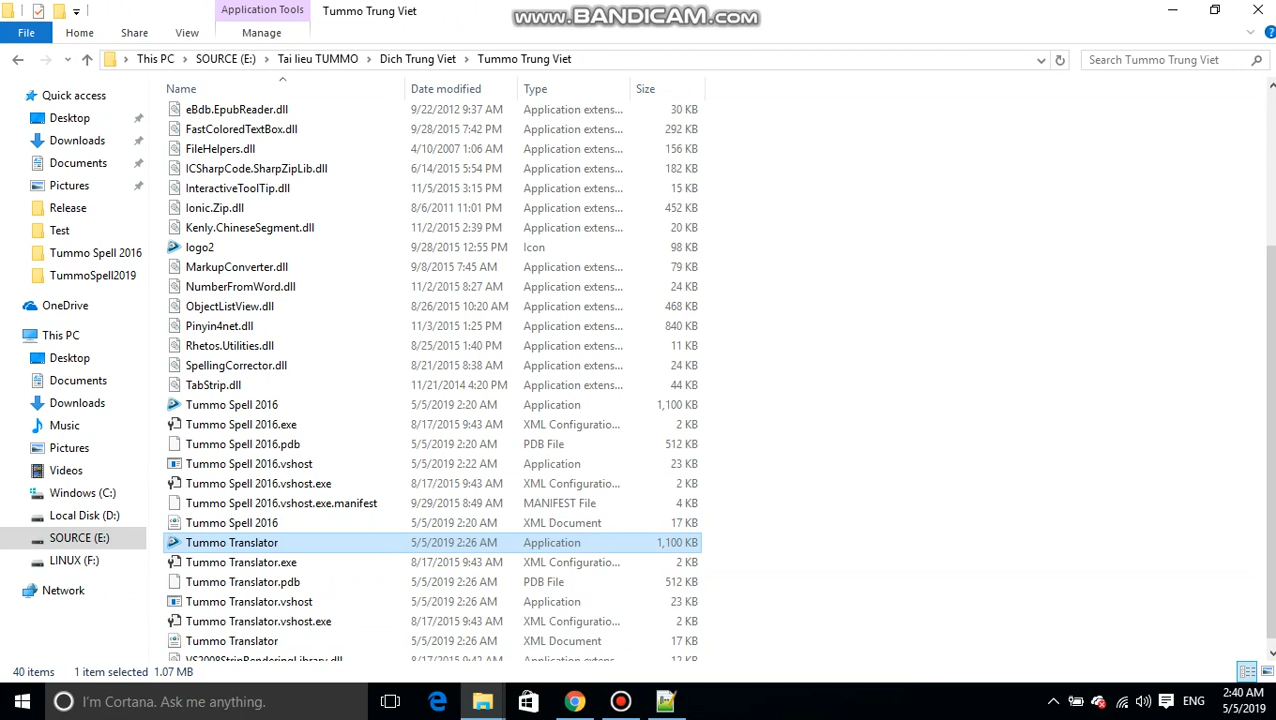 Application Tools
Tummo Trung Viet
www.BANDICAM.com
File
Home
Share
View
Manage
This PC
SOURCE (E:)
Tai lieu TUMMO
Dich Trung Viet
Tummo Trung Viet
Search Tummo Trung Viet
Name
Date modified
Type
Size
Quick access
Desktop
Downloads
Documents
Pictures
Release
Test
Tummo Spell 2016
TummoSpell2019
OneDrive
This PC
Desktop
Documents
Downloads
Music
Pictures
Videos
Windows (C:)
Local Disk (D:)
SOURCE (E:)
LINUX (F:)
Network
eBdb.EpubReader.dll 9/22/2012 9:37 AM Application extens... 30 KB
FastColoredTextBox.dll 9/28/2015 7:42 PM Application extens... 292 KB
FileHelpers.dll 4/10/2007 1:06 AM Application extens... 156 KB
ICSharpCode.SharpZipLib.dll 6/14/2015 5:54 PM Application extens... 182 KB
InteractiveToolTip.dll 11/5/2015 3:15 PM Application extens... 15 KB
Ionic.Zip.dll 8/6/2011 11:01 PM Application extens... 452 KB
Kenly.ChineseSegment.dll 11/2/2015 2:39 PM Application extens... 20 KB
logo2 9/28/2015 12:55 PM Icon 98 KB
MarkupConverter.dll 9/8/2015 7:45 AM Application extens... 79 KB
NumberFromWord.dll 11/2/2015 8:27 AM Application extens... 24 KB
ObjectListView.dll 8/26/2015 10:20 AM Application extens... 468 KB
Pinyin4net.dll 11/3/2015 1:25 PM Application extens... 840 KB
Rhetos.Utilities.dll 8/25/2015 1:40 PM Application extens... 11 KB
SpellingCorrector.dll 8/21/2015 8:38 AM Application extens... 24 KB
TabStrip.dll 11/21/2014 4:20 PM Application extens... 44 KB
Tummo Spell 2016 5/5/2019 2:20 AM Application 1,100 KB
Tummo Spell 2016.exe 8/17/2015 9:43 AM XML Configuratio... 2 KB
Tummo Spell 2016.pdb 5/5/2019 2:20 AM PDB File 512 KB
Tummo Spell 2016.vshost 5/5/2019 2:22 AM Application 23 KB
Tummo Spell 2016.vshost.exe 8/17/2015 9:43 AM XML Configuratio... 2 KB
Tummo Spell 2016.vshost.exe.manifest 9/29/2015 8:49 AM MANIFEST File 4 KB
Tummo Spell 2016 5/5/2019 2:20 AM XML Document 17 KB
Tummo Translator 5/5/2019 2:26 AM Application 1,100 KB
Tummo Translator.exe 8/17/2015 9:43 AM XML Configuratio... 2 KB
Tummo Translator.pdb 5/5/2019 2:26 AM PDB File 512 KB
Tummo Translator.vshost 5/5/2019 2:26 AM Application 23 KB
Tummo Translator.vshost.exe 8/17/2015 9:43 AM XML Configuratio... 2 KB
Tummo Translator 5/5/2019 2:26 AM XML Document 17 KB
VS2008StripRenderingLibrary.dll 8/17/2015 9:42 AM Application extens... 12 KB
40 items
1 item selected 1.07 MB
I'm Cortana. Ask me anything.
ENG
2:40 AM
5/5/2019